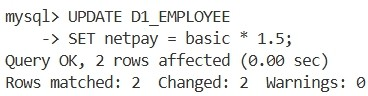 mysql> UPDATE D1_EMPLOYEE
    -> SET netpay = basic * 1.5;
Query OK, 2 rows affected (0.00 sec)
Rows matched: 2  Changed: 2  Warnings: 0